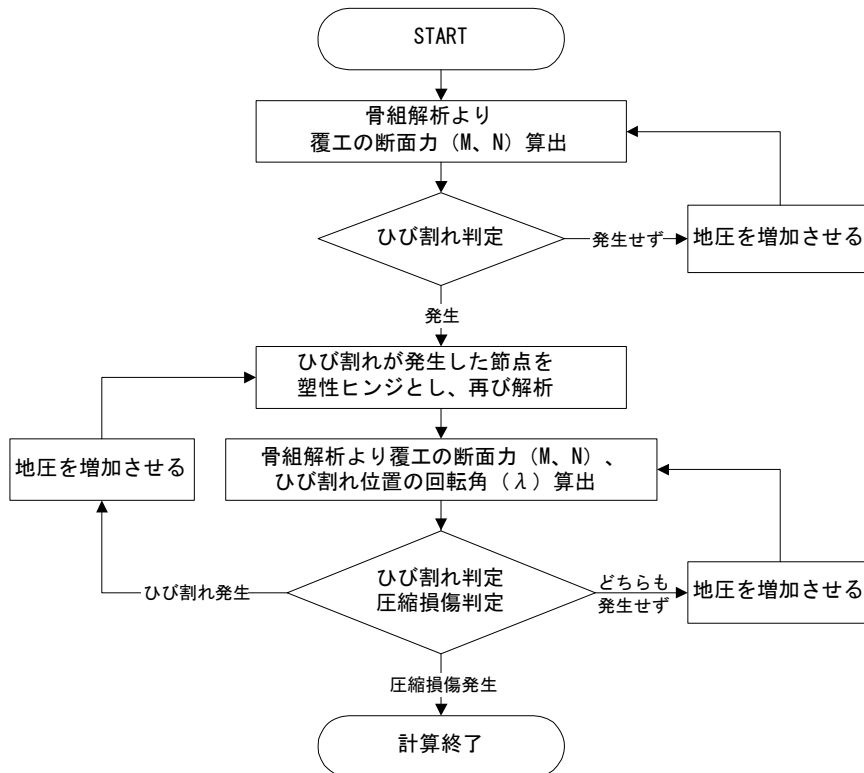 START
骨組解析より
覆工の断面力（M、N）算出
ひび割れ判定
発生せず
地圧を増加させる
発生
ひび割れが発生した節点を
塑性ヒンジとし、再び解析
地圧を増加させる
骨組解析より覆工の断面力（M、N）、
ひび割れ位置の回転角（λ）算出
ひび割れ発生
ひび割れ判定
圧縮損傷判定
どちらも
発生せず
地圧を増加させる
圧縮損傷発生
計算終了